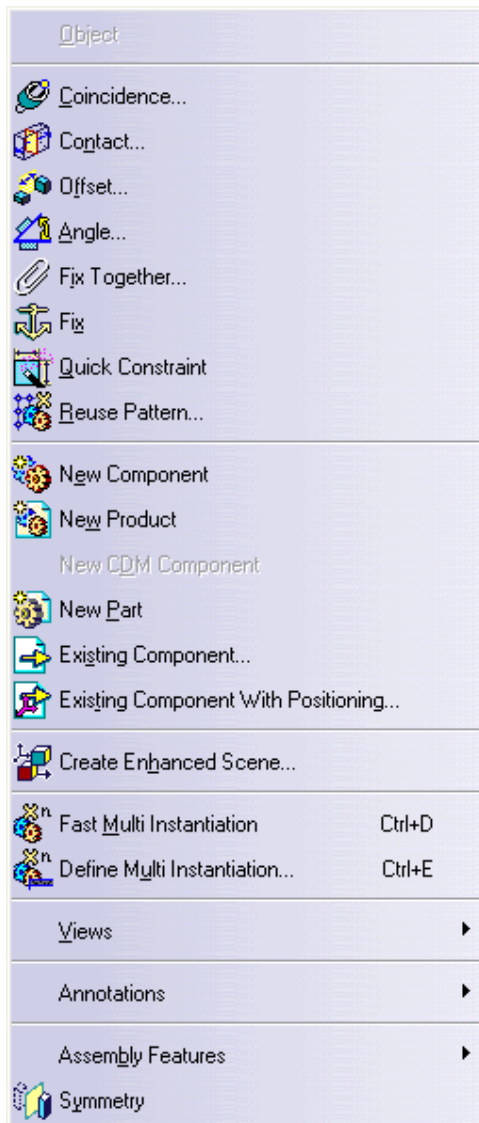 Object
Coincidence...
Contact...
Offset...
Angle...
Fix Together...
Fix
Quick Constraint
Reuse Pattern...
New Component
New Product
New CDM Component
New Part
Existing Component...
Existing Component With Positioning...
Create Enhanced Scene...
Fast Multi Instantiation Ctrl+D
Define Multi Instantiation... Ctrl+E
Views
Annotations
Assembly Features
Symmetry